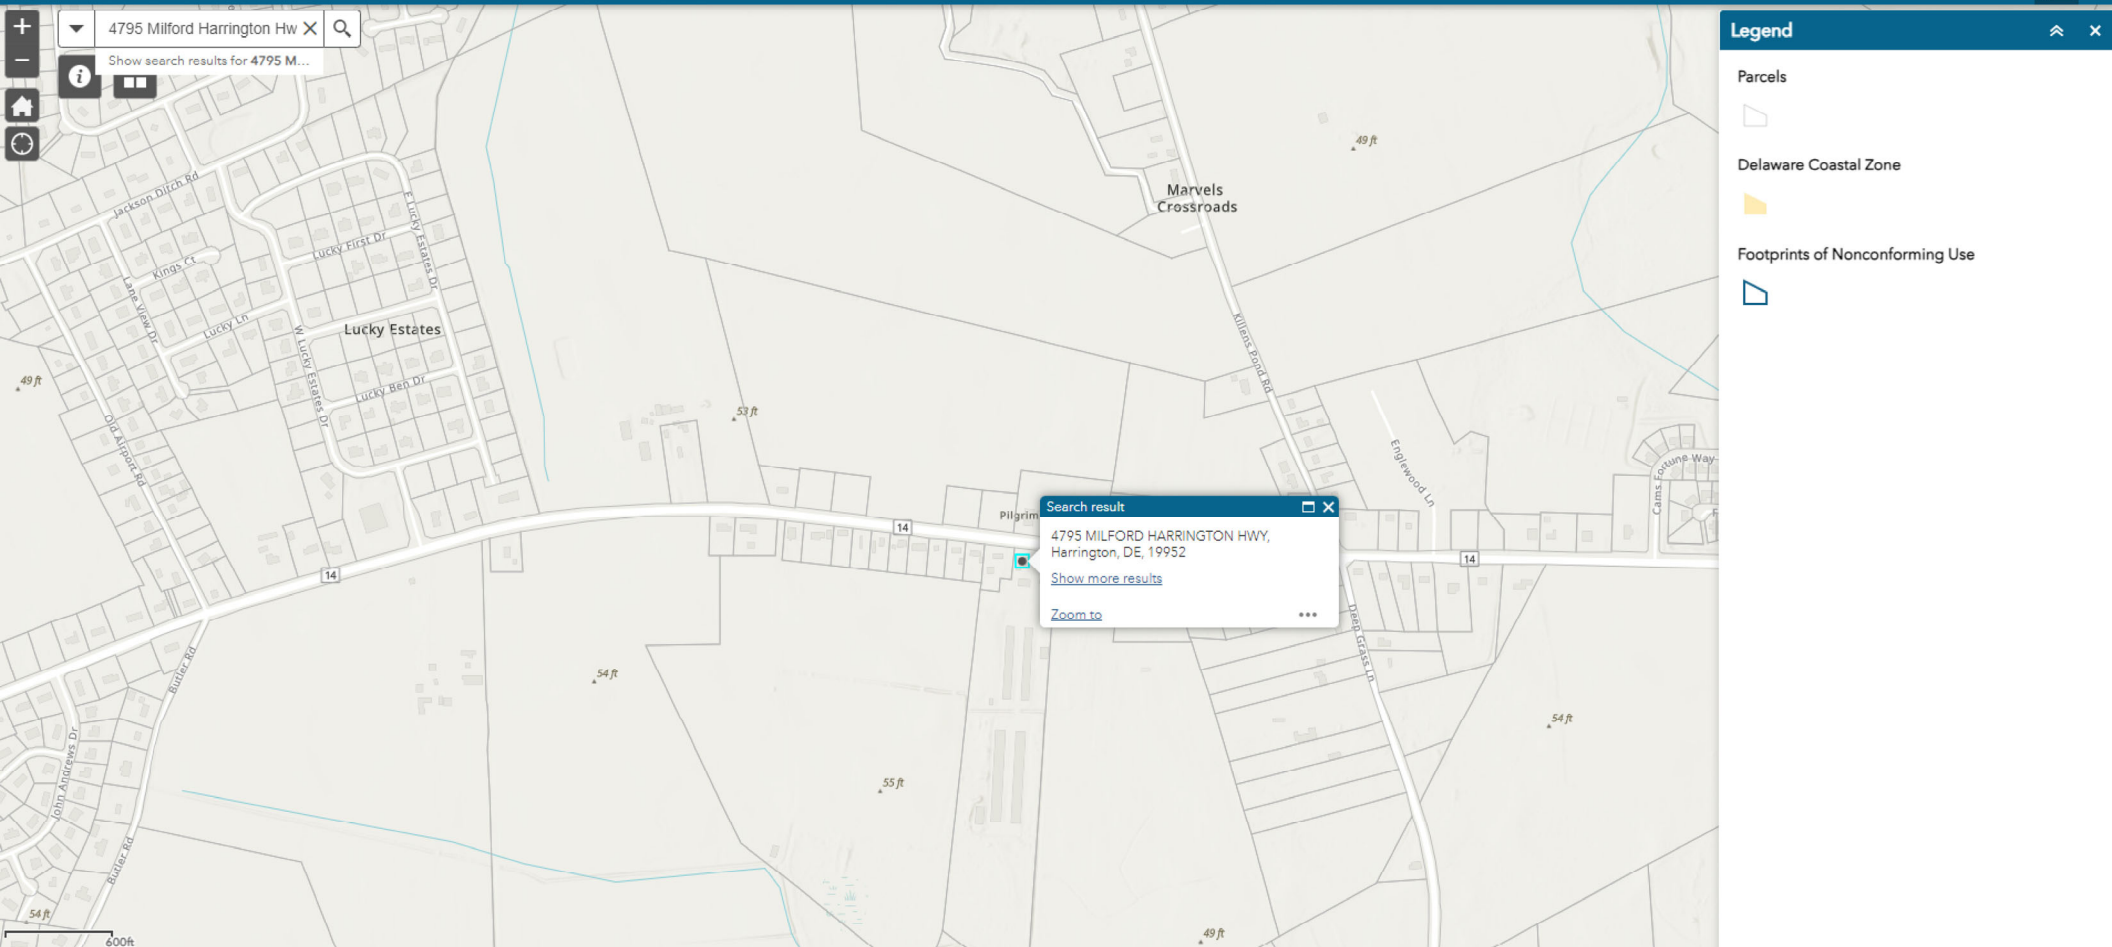 4795 Milford Harrington Hw
Show search results for 4795 M...
Legend
Parcels
Delaware Coastal Zone
Footprints of Nonconforming Use
49 ft
Marvels
Crossroads
Jackson Ditch Rd
E Lucky Estates Dr
Lucky First Dr
Kings Ct
Lane View Dr
Lucky Ln
W Lucky Estates Dr
Lucky Estates
Killens Pond Rd
49 ft
Lucky Ben Dr
53 ft
Old Airport Rd
Englewood Ln
Cams Fortune Way
F
Pilgrim
14
Search result
4795 MILFORD HARRINGTON HWY,
Harrington, DE, 19952
Show more results
Zoom to
14
14
Deep Grass Ln
Butler Rd
54 ft
54 ft
John Andrews Dr
55 ft
Butler Rd
54 ft
49 ft
600ft